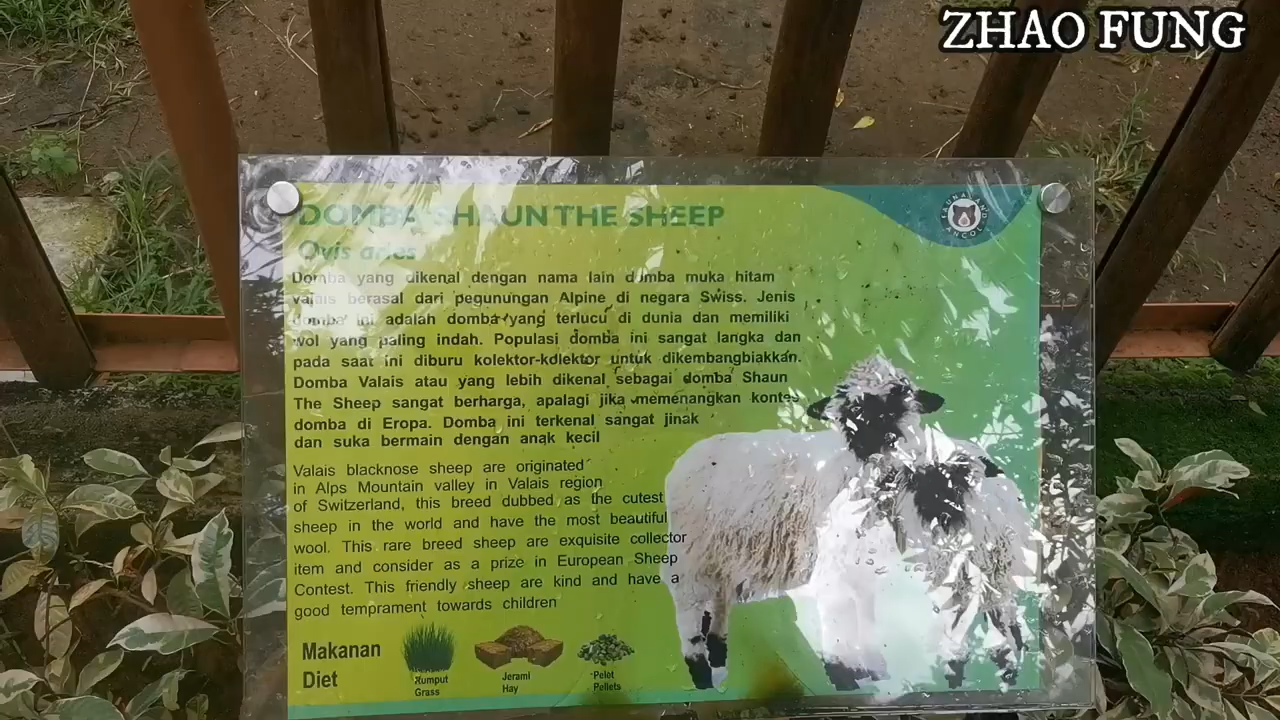 ZHAO FUNG
DOMBA SHAUN THE SHEEP
FAUNA LAND
ANCOL
Ovis aries
Domba yang dikenal dengan nama lain domba muka hitam
valais berasal dari pegunungan Alpine di negara Swiss. Jenis
domba ini adalah domba yang terlucu di dunia dan memiliki
wol yang paling indah. Populasi domba ini sangat langka dan
pada saat ini diburu kolektor-kolektor untuk dikembangbiakkan.
Domba Valais atau yang lebih dikenal sebagai domba Shaun
The Sheep sangat berharga, apalagi jika memenangkan kontes
domba di Eropa. Domba ini terkenal sangat jinak
dan suka bermain dengan anak kecil
Valais blacknose sheep are originated
in Alps Mountain valley in Valais region
of Switzerland, this breed dubbed as the cutest
sheep in the world and have the most beautiful
wool. This rare breed sheep are exquisite collector
item and consider as a prize in European Sheep
Contest. This friendly sheep are kind and have a
good temprament towards children
Makanan
Diet
Rumput
Grass
Jerami
Hay
Pelet
Pellets